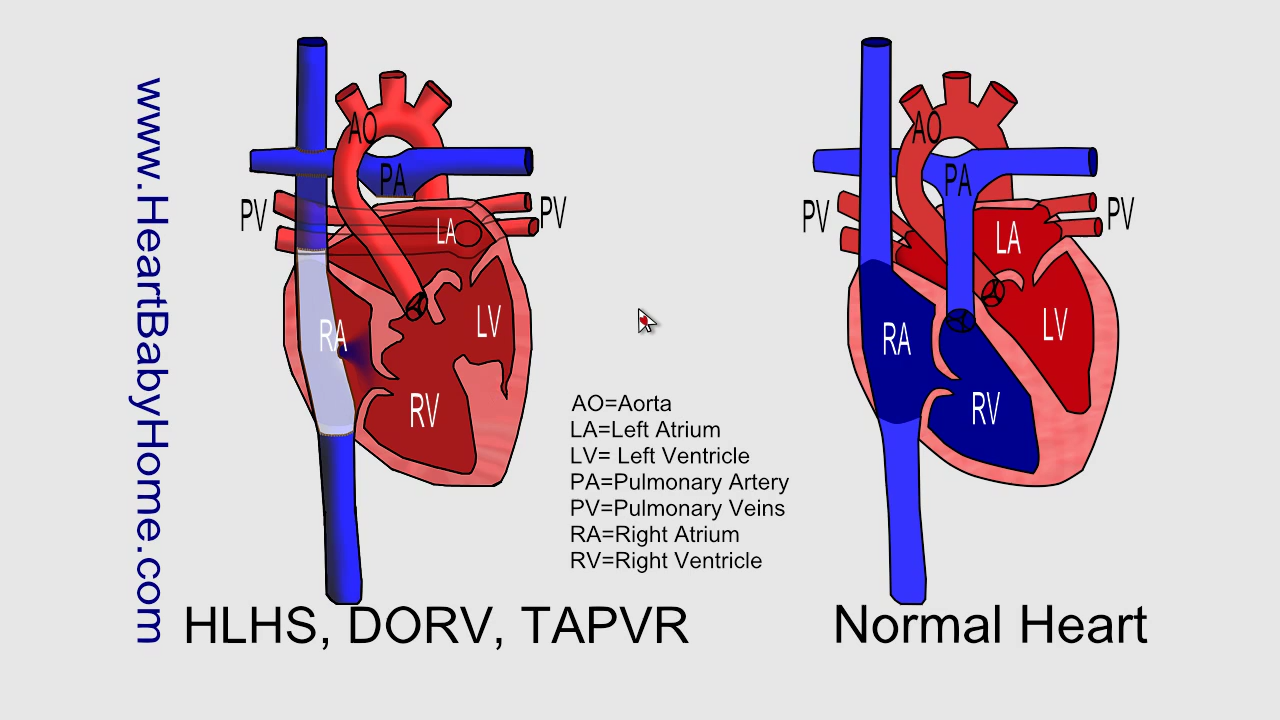 www.HeartBabyHome.com
AO
PA
PV
PV
LA
RA
LV
RV
HLHS, DORV, TAPVR
AO=Aorta
LA=Left Atrium
LV= Left Ventricle
PA=Pulmonary Artery
PV=Pulmonary Veins
RA=Right Atrium
RV=Right Ventricle
AO
PA
PV
PV
LA
RA
LV
RV
Normal Heart